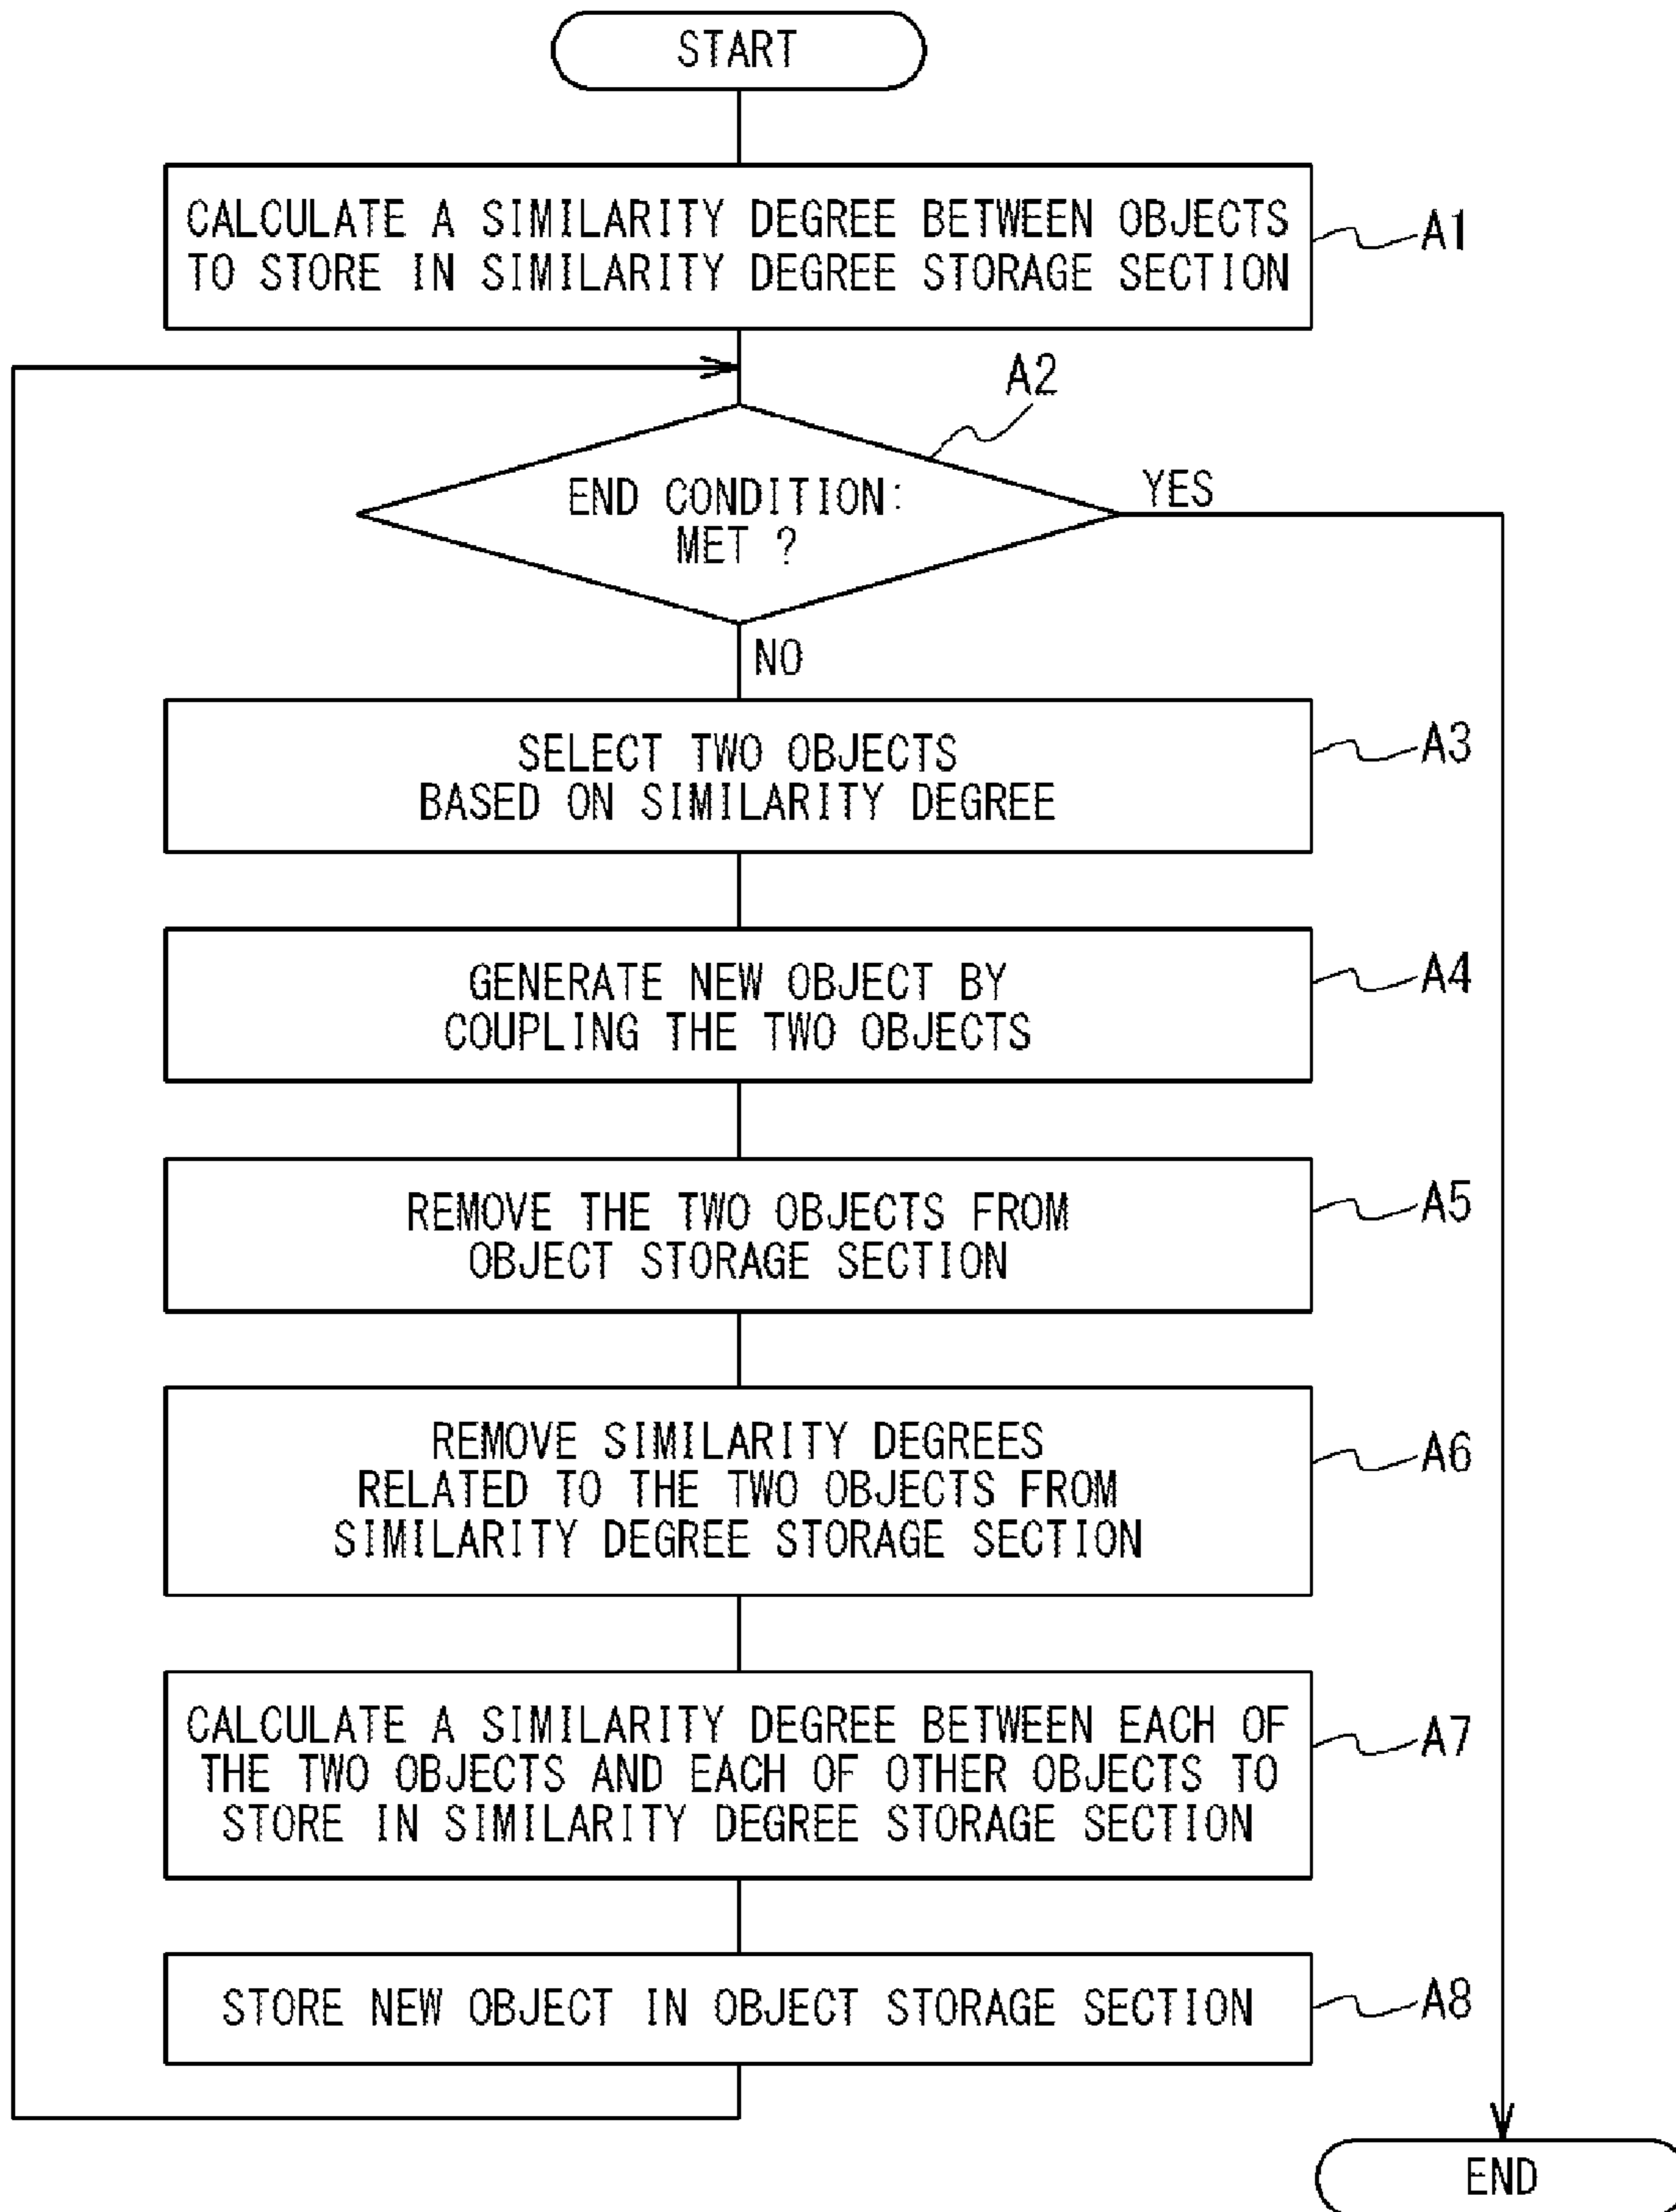 START
CALCULATE A SIMILARITY DEGREE BETWEEN OBJECTS
TO STORE IN SIMILARITY DEGREE STORAGE SECTION
A1
A2
END CONDITION:
MET ?
YES
NO
SELECT TWO OBJECTS
BASED ON SIMILARITY DEGREE
A3
GENERATE NEW OBJECT BY
COUPLING THE TWO OBJECTS
A4
REMOVE THE TWO OBJECTS FROM
OBJECT STORAGE SECTION
A5
REMOVE SIMILARITY DEGREES
RELATED TO THE TWO OBJECTS FROM
SIMILARITY DEGREE STORAGE SECTION
A6
CALCULATE A SIMILARITY DEGREE BETWEEN EACH OF
THE TWO OBJECTS AND EACH OF OTHER OBJECTS TO
STORE IN SIMILARITY DEGREE STORAGE SECTION
A7
STORE NEW OBJECT IN OBJECT STORAGE SECTION
A8
END